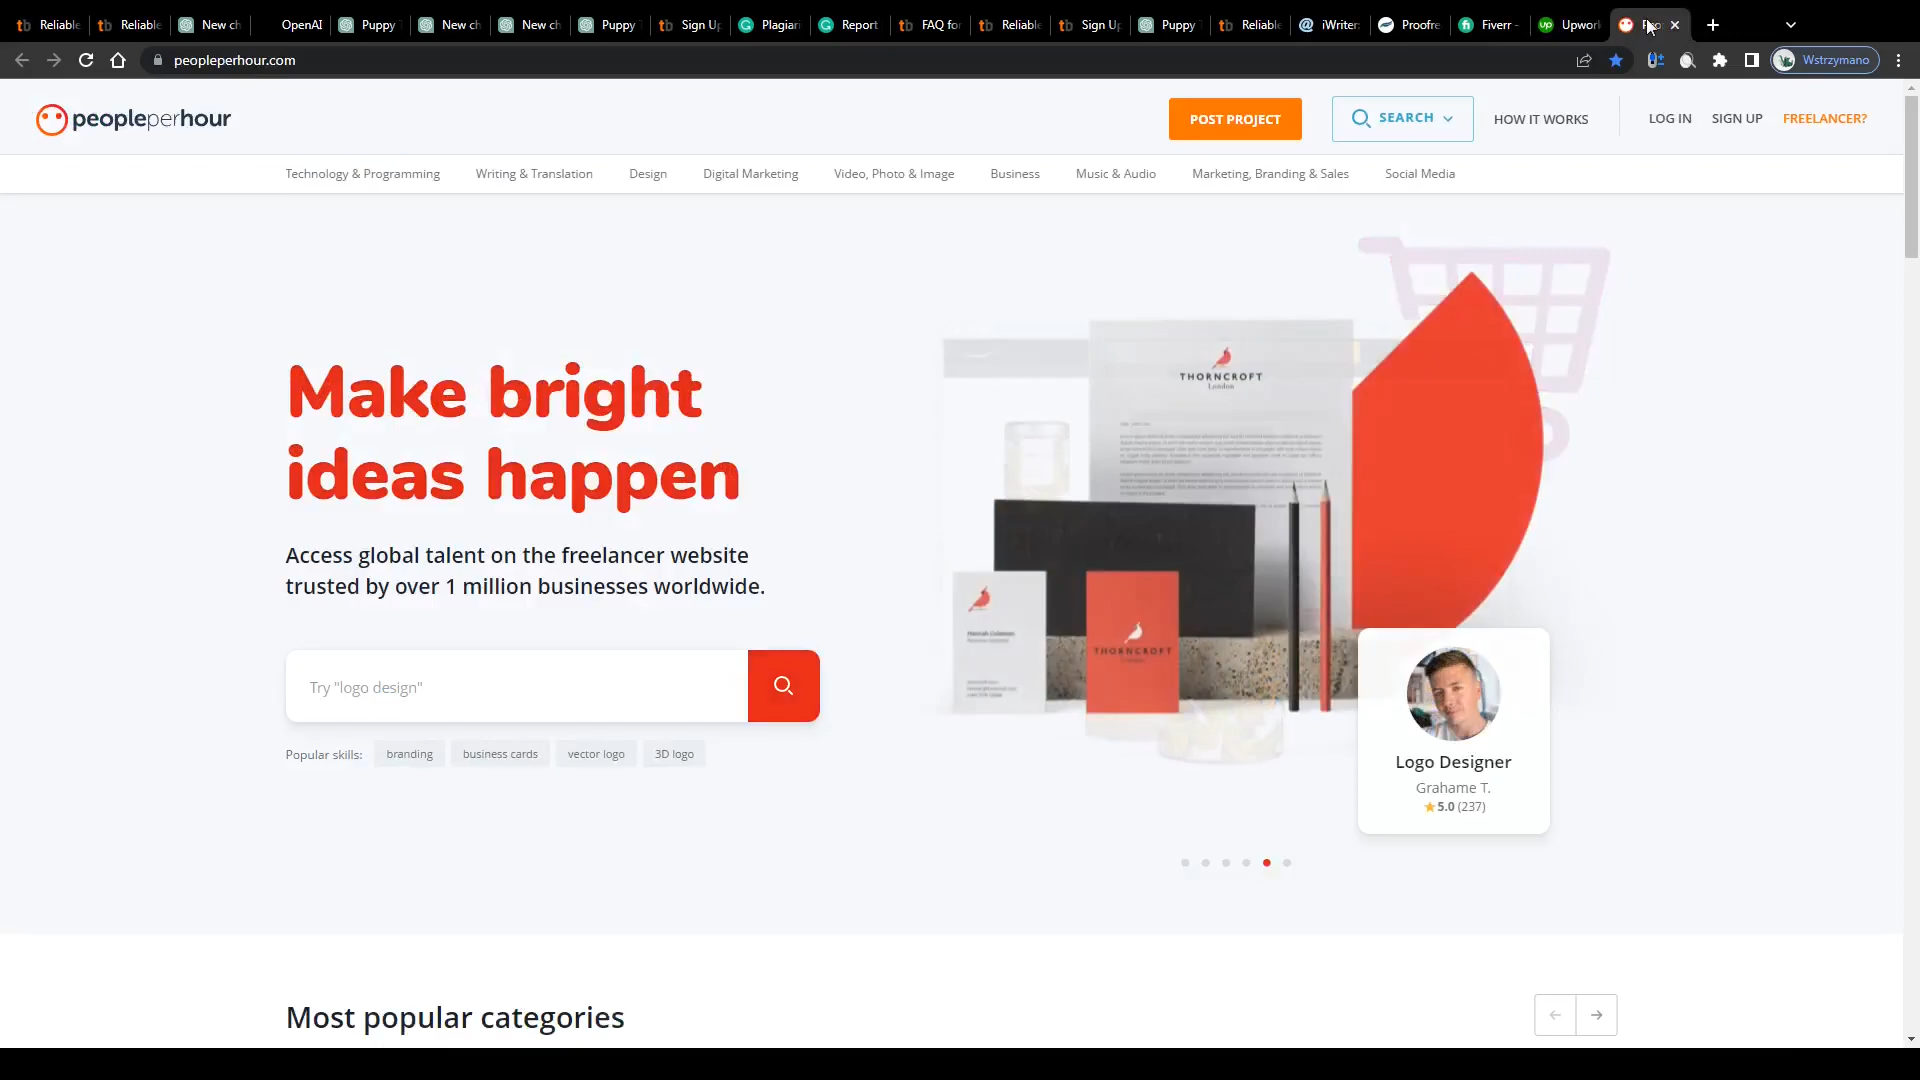 Reliable
Reliable
New ch
OpenAI
Puppy
New ch
New ch
Puppy
Sign Up
Plagiari
Report
FAQ for
Reliable
Sign Up
Puppy
Reliable
iWriter:
Proofre
Fiverr -
Upwork
peopleperhour.com
Wstrzymano
peopleperhour
POST PROJECT
SEARCH
HOW IT WORKS
LOG IN
SIGN UP
FREELANCER?
Technology & Programming
Writing & Translation
Design
Digital Marketing
Video, Photo & Image
Business
Music & Audio
Marketing, Branding & Sales
Social Media
Make bright
ideas happen
Access global talent on the freelancer website
trusted by over 1 million businesses worldwide.
Try "logo design"
Popular skills:
branding
business cards
vector logo
3D logo
THORNCROFT
London
THORNCROFT
Logo Designer
Grahame T.
5.0 (237)
Most popular categories